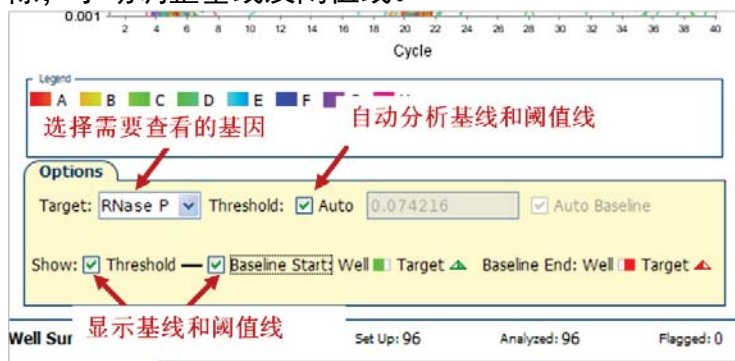 0.001
2 4 6 8 10 12 14 16 18 20 22 24 26 28 30 32 34 36 38 40
Cycle
Legend
A B C D E F
选择需要查看的基因
自动分析基线和阈值线
Options
Target: RNase P Threshold: Auto 0.074216 Auto Baseline
Show: Threshold Baseline Start: Well Target Baseline End: Well Target
显示基线和阈值线
Well Sur Set Up: 96 Analyzed: 96 Flagged: 0